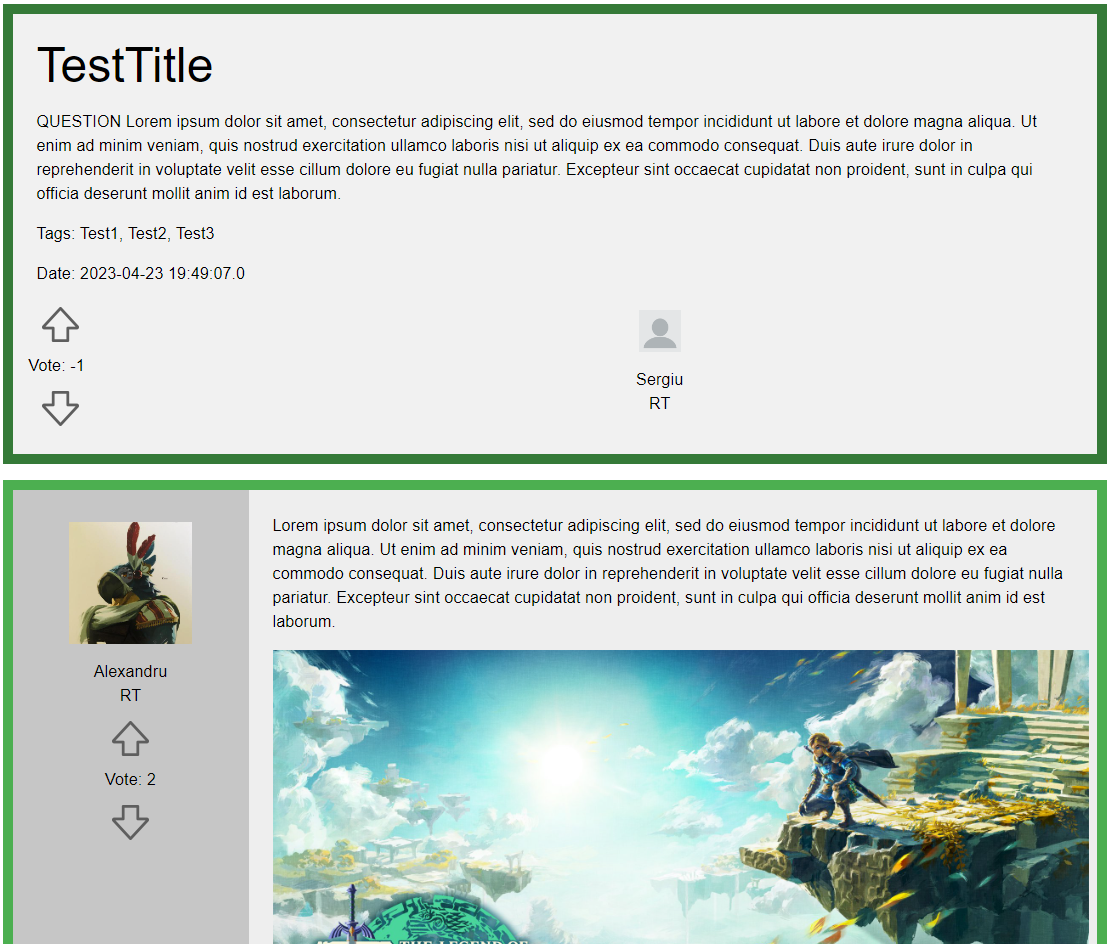 TestTitle
QUESTION Lorem ipsum dolor sit amet, consectetur adipiscing elit, sed do eiusmod tempor incididunt ut labore et dolore magna aliqua. Ut
enim ad minim veniam, quis nostrud exercitation ullamco laboris nisi ut aliquip ex ea commodo consequat. Duis aute irure dolor in
reprehenderit in voluptate velit esse cillum dolore eu fugiat nulla pariatur. Excepteur sint occaecat cupidatat non proident, sunt in culpa qui
officia deserunt mollit anim id est laborum.
Tags: Test1, Test2, Test3
Date: 2023-04-23 19:49:07.0
Vote: -1
Sergiu
RT
Alexandru
RT
Vote: 2
Lorem ipsum dolor sit amet, consectetur adipiscing elit, sed do eiusmod tempor incididunt ut labore et dolore
magna aliqua. Ut enim ad minim veniam, quis nostrud exercitation ullamco laboris nisi ut aliquip ex ea
commodo consequat. Duis aute irure dolor in reprehenderit in voluptate velit esse cillum dolore eu fugiat nulla
pariatur. Excepteur sint occaecat cupidatat non proident, sunt in culpa qui officia deserunt mollit anim id est
laborum.
THE LEGEND OF